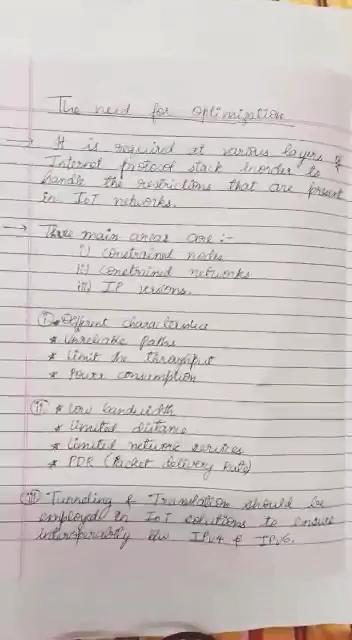 The need for optimization
→ It is required at various layers of
Internet protocol stack inorder to
handle the restrictions that are present
in IoT networks.
→ Three main areas are :-
i) constrained nodes
ii) constrained networks
iii) IP versions.
i * Different characteristics
* Unreliable paths
* Limit the throughput
* Power consumption
ii * Low bandwidth
* Limited distance
* Limited network services
* PDR (Packet delivery Rate)
iii Tunneling & Translation should be
employed in IoT solutions to ensure
interoperability b/w IPv4 & IPv6.